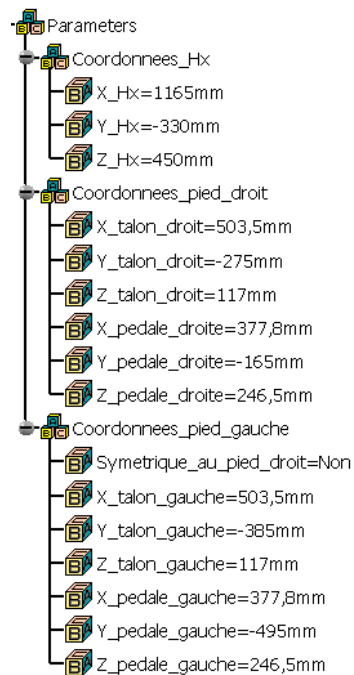 Parameters
Coordonnees_Hx
X_Hx=1165mm
Y_Hx=-330mm
Z_Hx=450mm
Coordonnees_pied_droit
X_talon_droit=503,5mm
Y_talon_droit=-275mm
Z_talon_droit=117mm
X_pedale_droite=377,8mm
Y_pedale_droite=-165mm
Z_pedale_droite=246,5mm
Coordonnees_pied_gauche
Symetrique_au_pied_droit=Non
X_talon_gauche=503,5mm
Y_talon_gauche=-385mm
Z_talon_gauche=117mm
X_pedale_gauche=377,8mm
Y_pedale_gauche=-495mm
Z_pedale_gauche=246,5mm